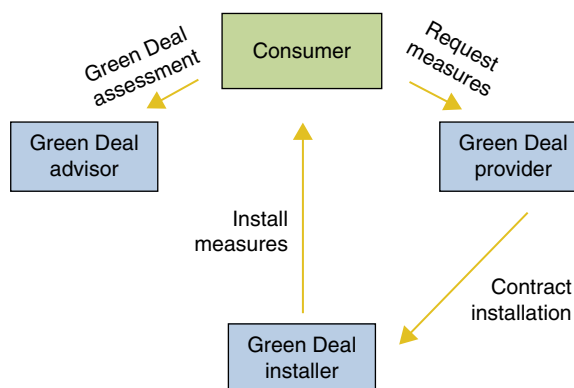 Green Deal
assessment
Consumer
Request
measures
Green Deal
advisor
Green Deal
provider
Install
measures
Contract
installation
Green Deal
installer